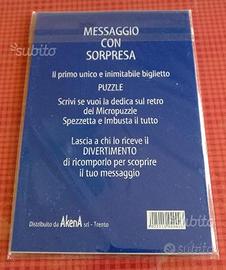 subito
MESSAGGIO
CON
SORPRESA
Il primo unico e inimitabile biglietto
PUZZLE
Scrivi se vuoi la dedica sul retro
del Micropuzzle
Spezzetta e Imbusta il tutto
Lascia a chi lo riceve il
DIVERTIMENTO
di ricomporlo per scoprire
il tuo messaggio
Distribuito da AkenA srl - Trento
subito